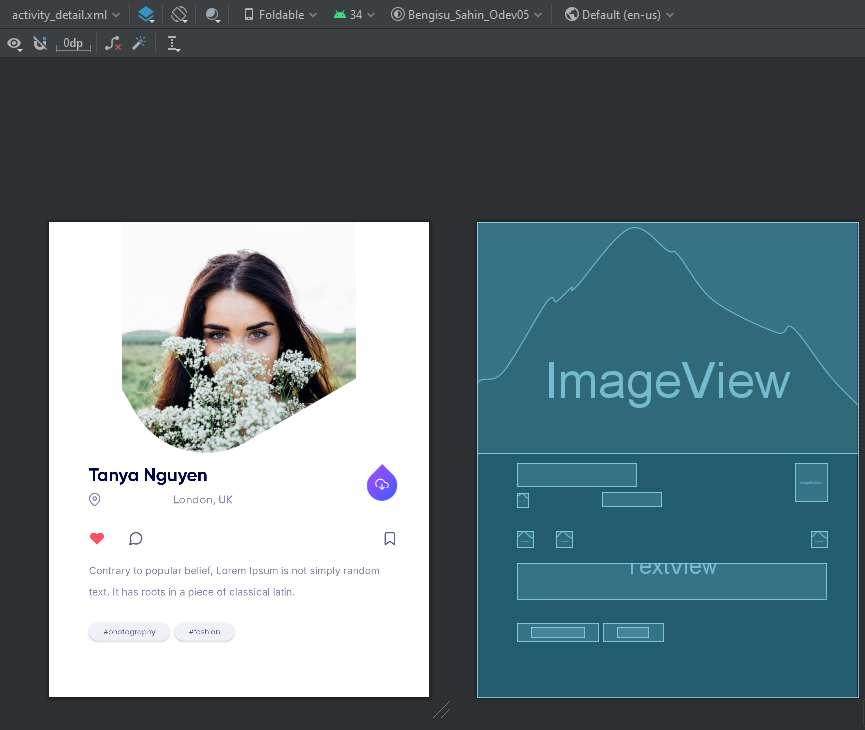 activity_detail.xml Foldable 34 Bengisu_Sahin_Odev05 Default (en-us)
0dp
ImageView
Tanya Nguyen
London, UK
Contrary to popular belief, Lorem Ipsum is not simply random
text. It has roots in a piece of classical latin.
TextView
#photography #fashion